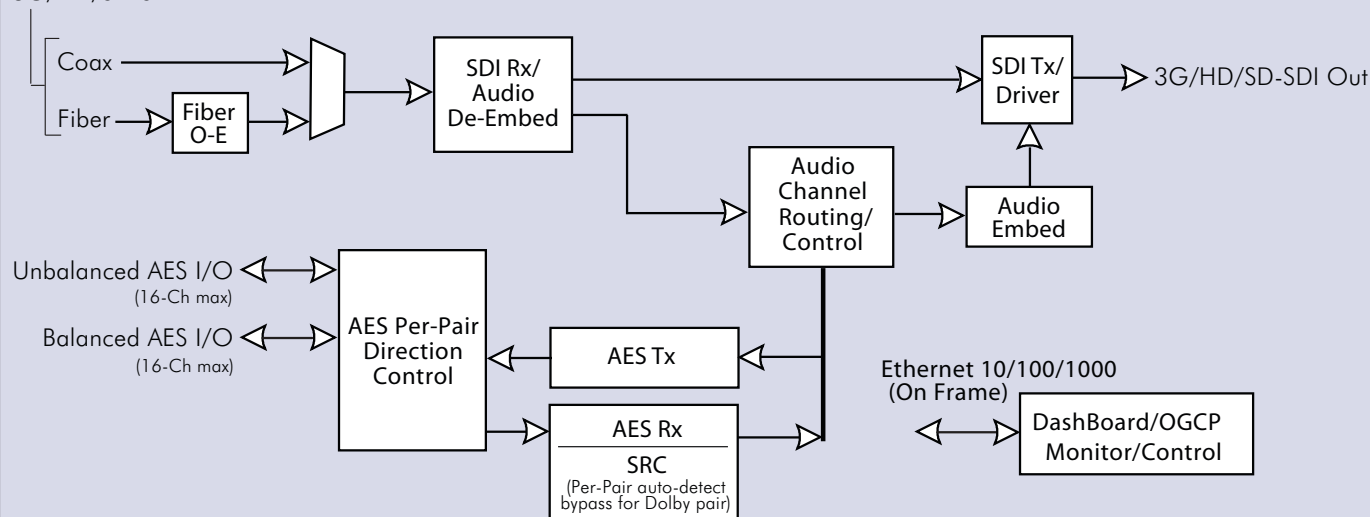 Coax
Fiber
Fiber
O-E
SDI Rx/
Audio
De-Embed
SDI Tx/
Driver
3G/HD/SD-SDI Out
Audio
Channel
Routing/
Control
Audio
Embed
Unbalanced AES I/O
(16-Ch max)
Balanced AES I/O
(16-Ch max)
AES Per-Pair
Direction
Control
AES Tx
AES Rx
SRC
(Per-Pair auto-detect
bypass for Dolby pair)
Ethernet 10/100/1000
(On Frame)
DashBoard/OGCP
Monitor/Control